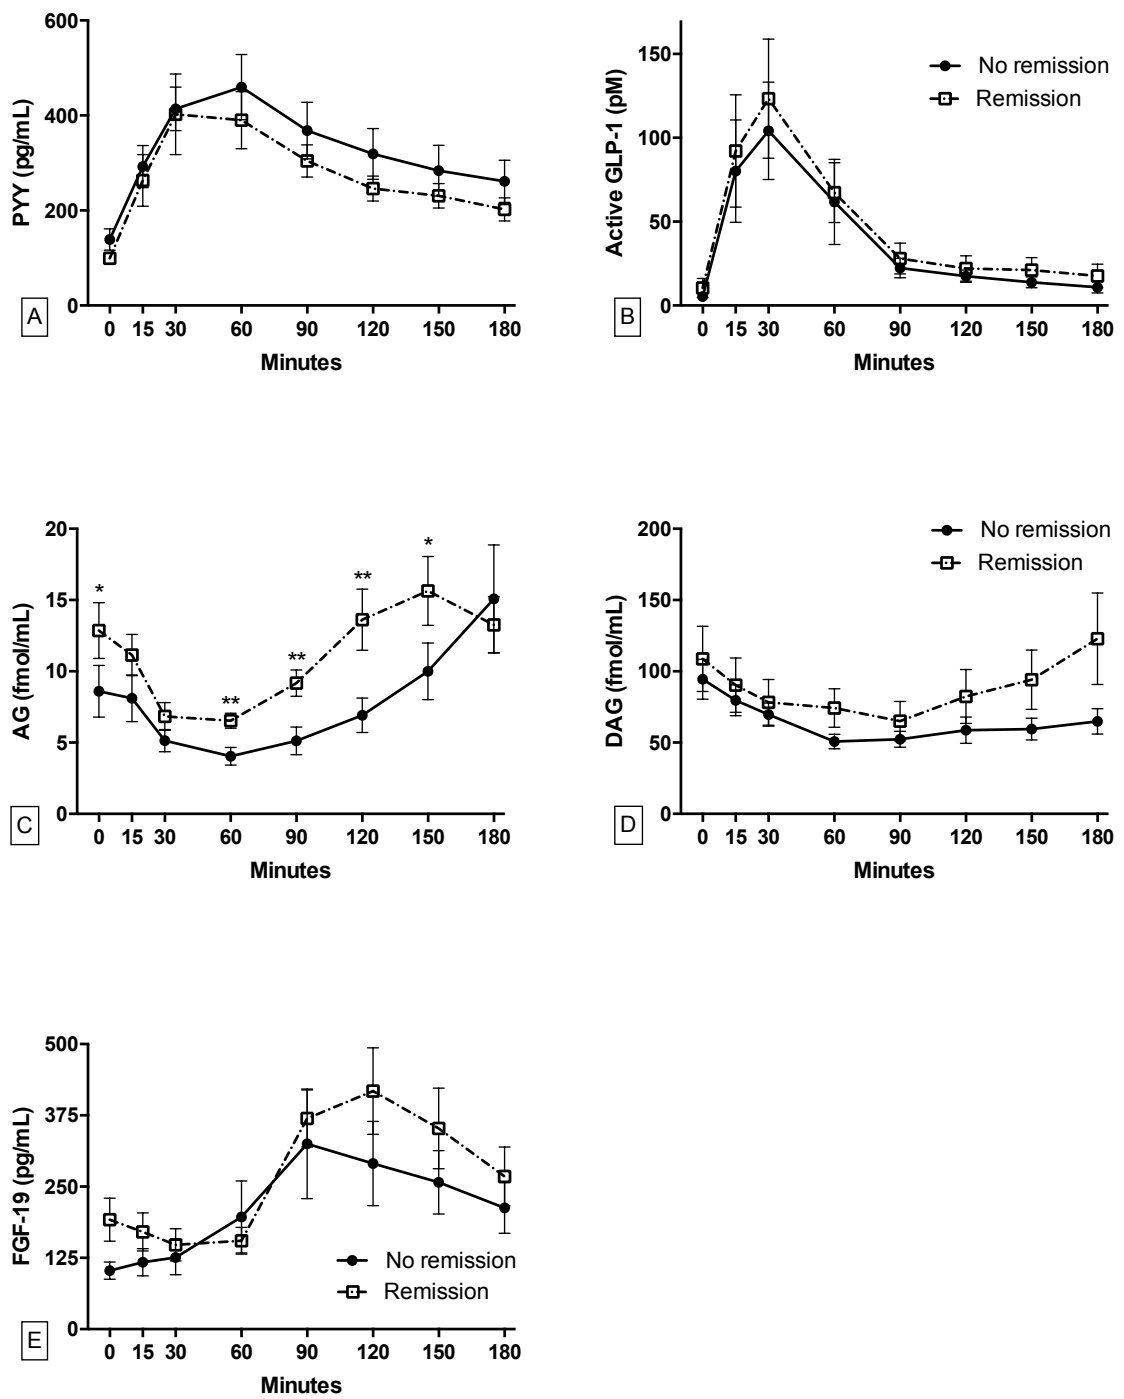 600
400
200
0
PYY (pg/mL)
0 15 30 60 90 120 150 180
Minutes
A
150
100
50
0
Active GLP-1 (pM)
No remission
Remission
0 15 30 60 90 120 150 180
Minutes
B
20
15
10
5
0
AG (fmol/mL)
*
**
**
**
*
0 15 30 60 90 120 150 180
Minutes
C
200
150
100
50
0
DAG (fmol/mL)
No remission
Remission
0 15 30 60 90 120 150 180
Minutes
D
500
375
250
125
0
FGF-19 (pg/mL)
No remission
Remission
0 15 30 60 90 120 150 180
Minutes
E